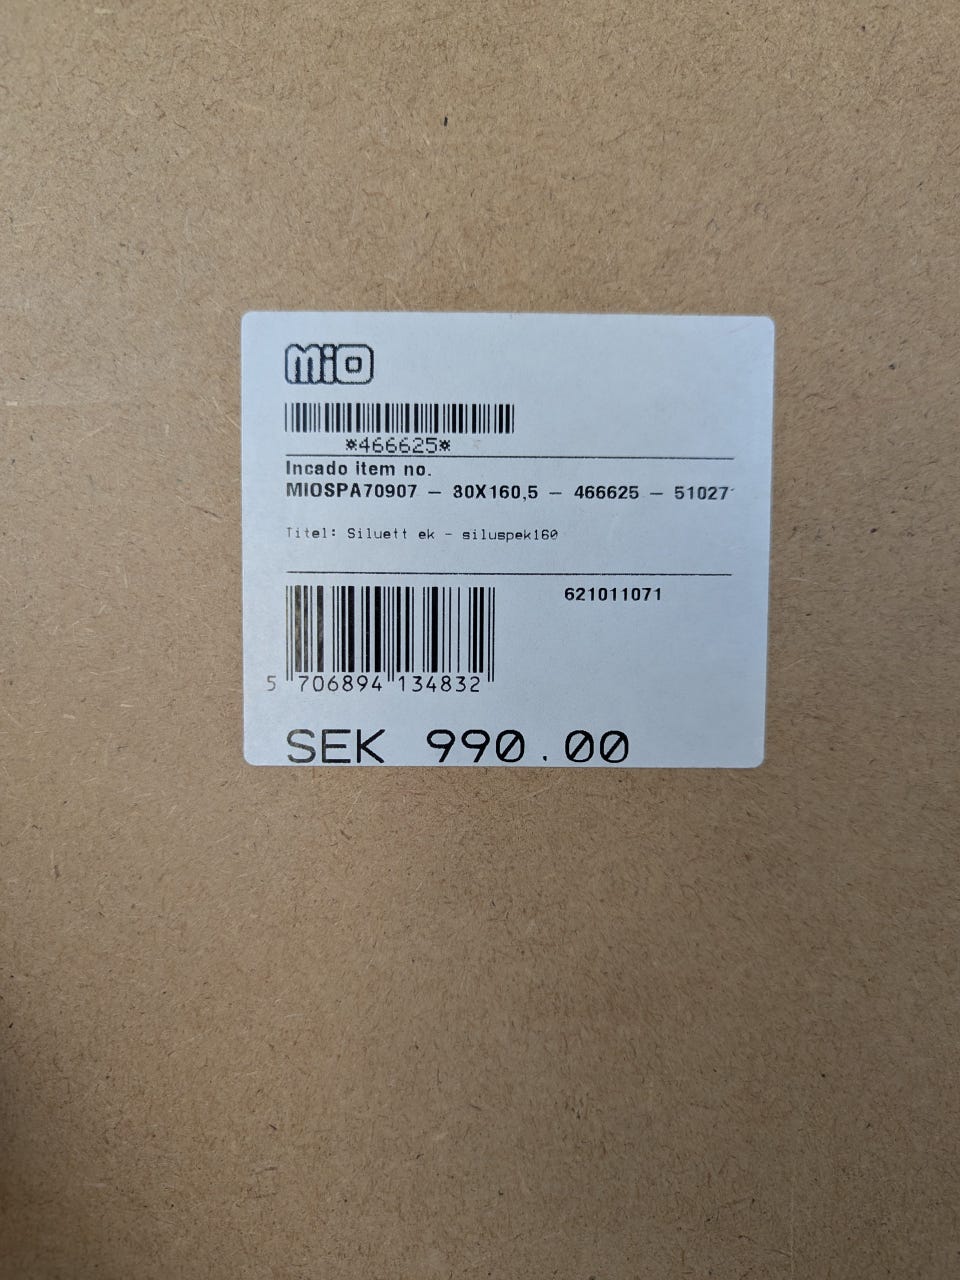 mio
*466625*
Incado item no.
MIOSPA70907 – 80X160,5 – 466625 – 51027
Titel: Siluett ek - siluspek160
621011071
5 706894 134832
SEK 990.00